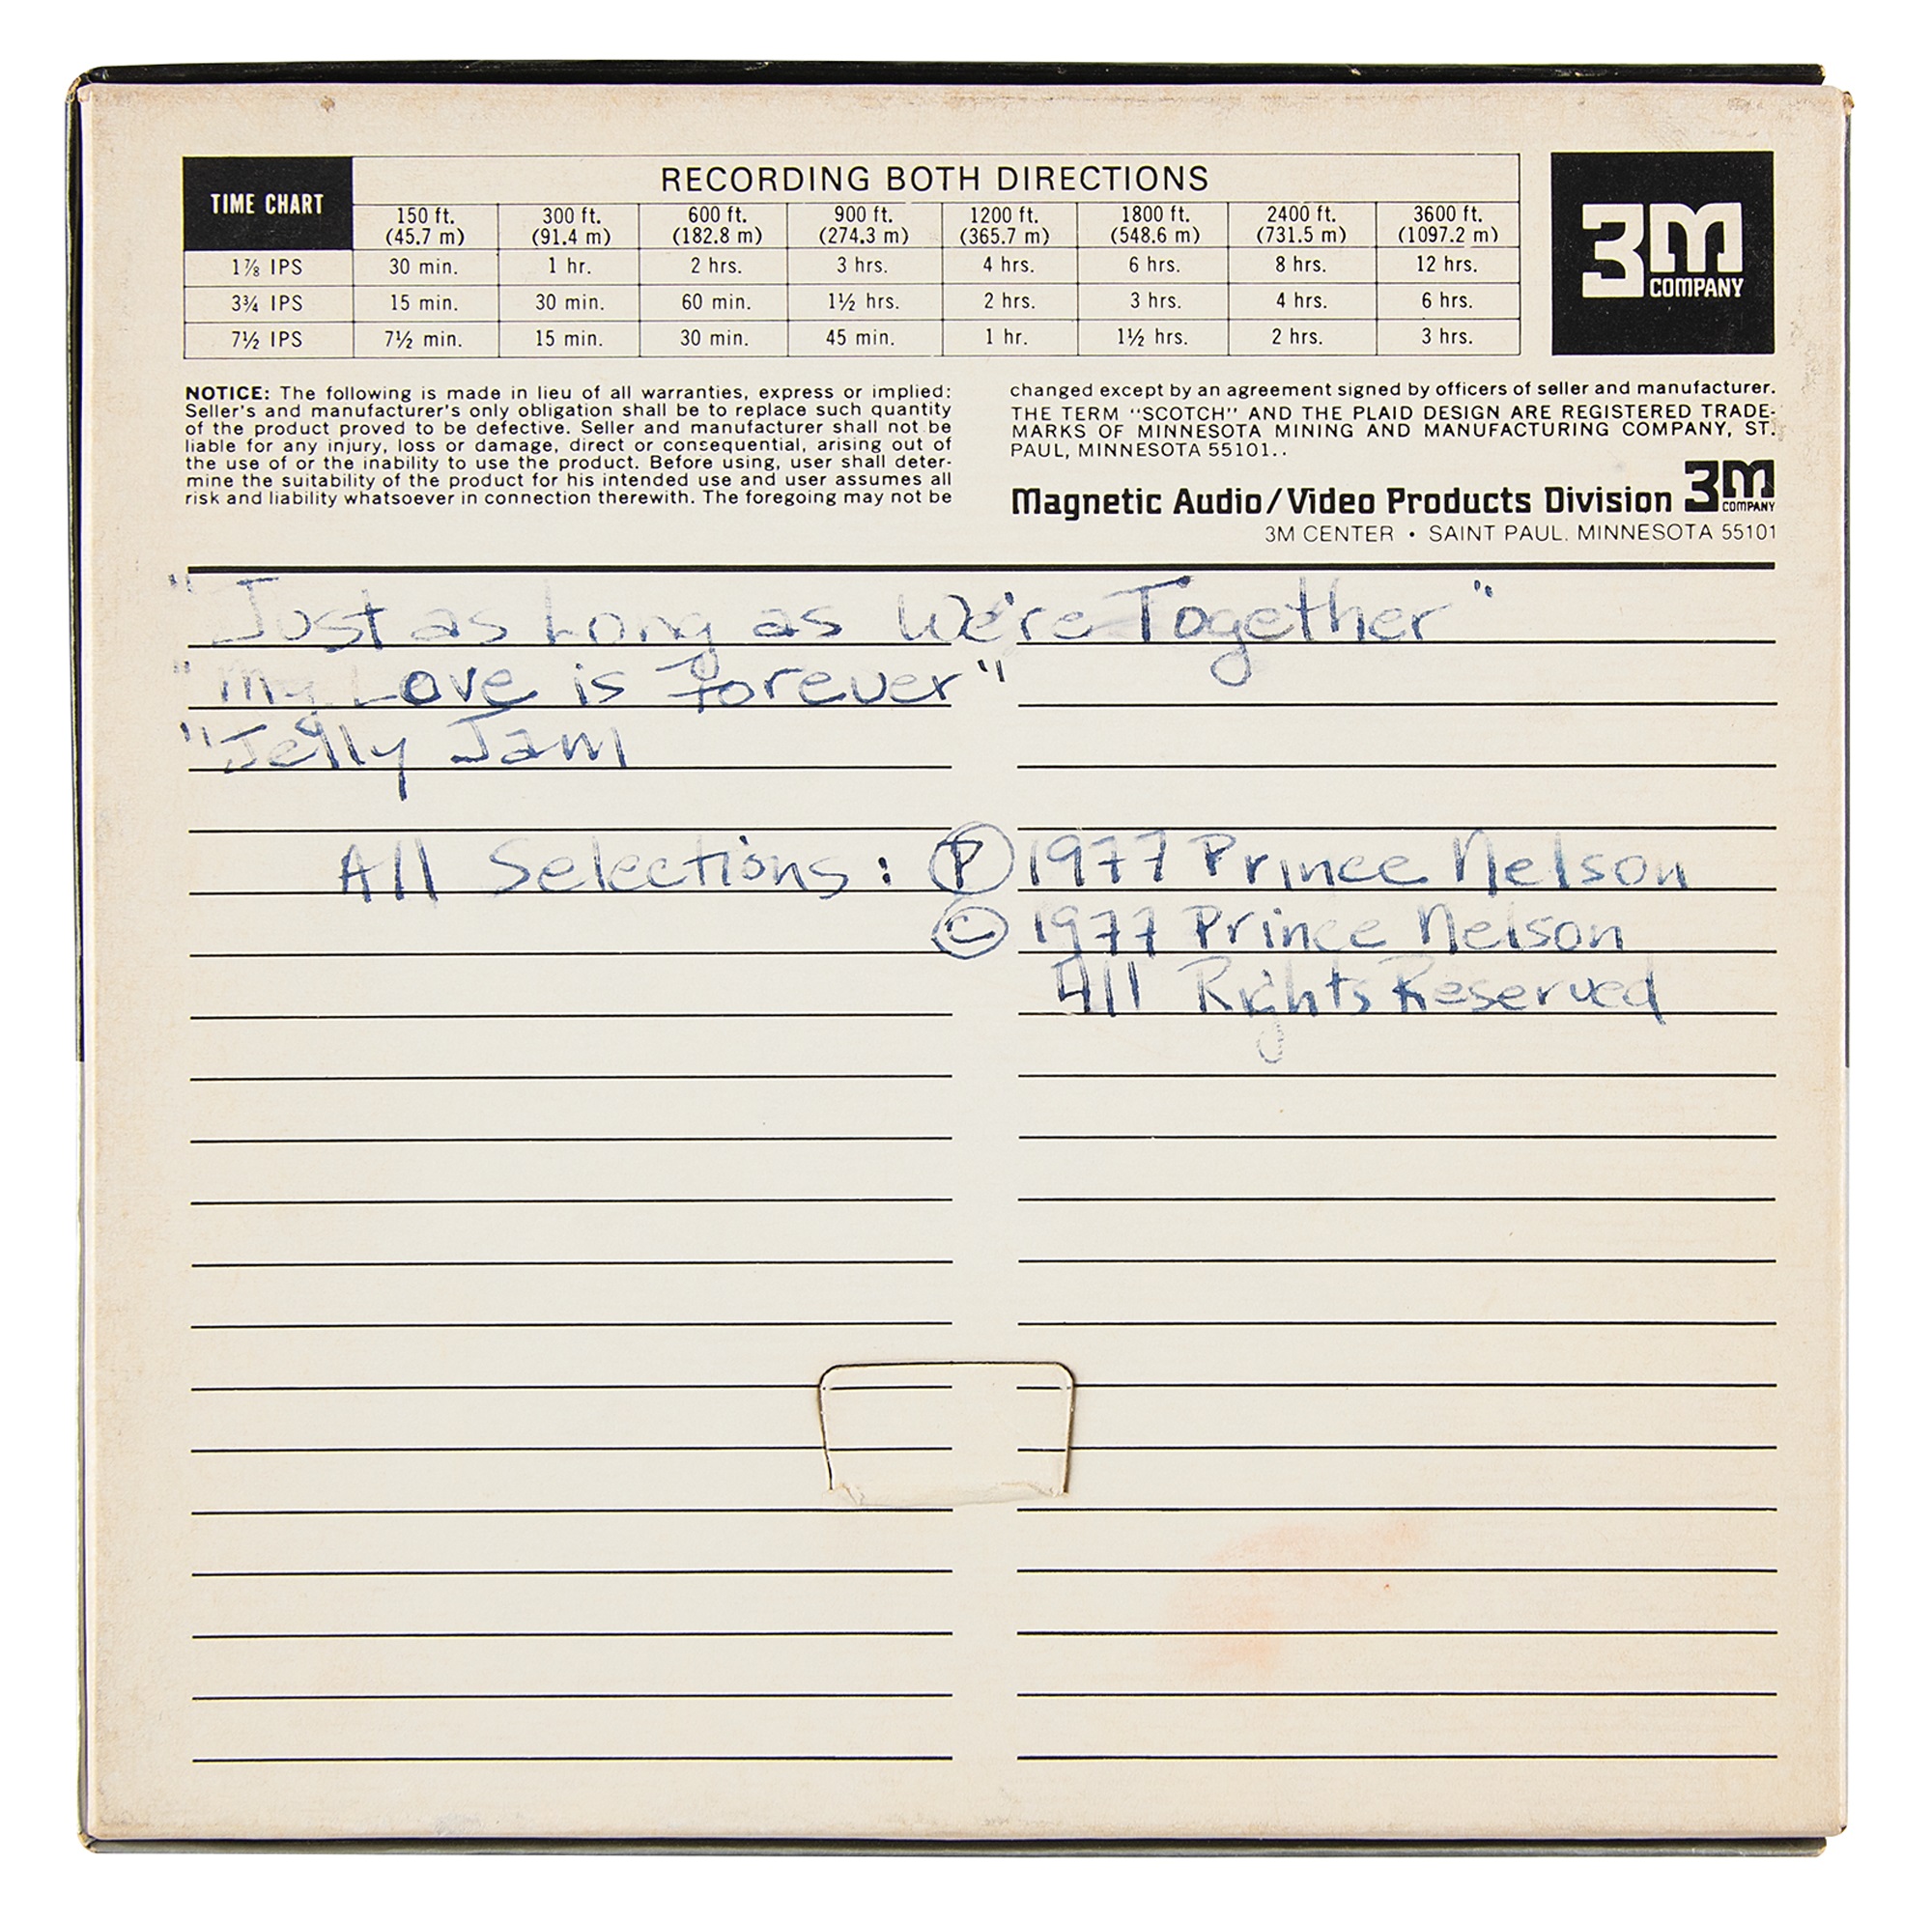 TIME CHART
RECORDING BOTH DIRECTIONS
150 ft. 300 ft. 600 ft. 900 ft. 1200 ft. 1800 ft. 2400 ft. 3600 ft.
(45.7 m) (91.4 m) (182.8 m) (274.3 m) (365.7 m) (548.6 m) (731.5 m) (1097.2 m)
1⅞ IPS 30 min. 1 hr. 2 hrs. 3 hrs. 4 hrs. 6 hrs. 8 hrs. 12 hrs.
3¾ IPS 15 min. 30 min. 60 min. 1½ hrs. 2 hrs. 3 hrs. 4 hrs. 6 hrs.
7½ IPS 7½ min. 15 min. 30 min. 45 min. 1 hr. 1½ hrs. 2 hrs. 3 hrs.
3M
COMPANY
NOTICE: The following is made in lieu of all warranties, express or implied:
Seller's and manufacturer's only obligation shall be to replace such quantity
of the product proved to be defective. Seller and manufacturer shall not be
liable for any injury, loss or damage, direct or consequential, arising out of
the use of or the inability to use the product. Before using, user shall deter-
mine the suitability of the product for his intended use and user assumes all
risk and liability whatsoever in connection therewith. The foregoing may not be
changed except by an agreement signed by officers of seller and manufacturer.
THE TERM "SCOTCH" AND THE PLAID DESIGN ARE REGISTERED TRADE-
MARKS OF MINNESOTA MINING AND MANUFACTURING COMPANY, ST.
PAUL, MINNESOTA 55101..
Magnetic Audio/Video Products Division 3M COMPANY
3M CENTER • SAINT PAUL, MINNESOTA 55101
"Just as Long as We're Together"
"My Love is Forever"
"Jelly Jam
All Selections: Ⓟ 1977 Prince Nelson
© 1977 Prince Nelson
All Rights Reserved